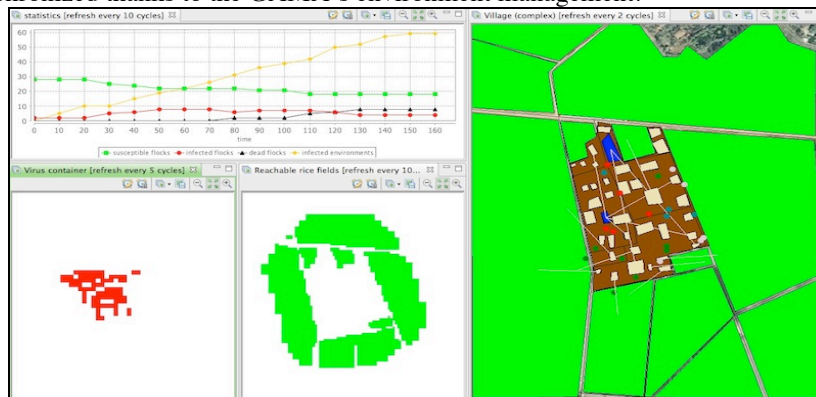 chronized thanks to the GAMA's environment management.
statistics [refresh every 10 cycles]
Village (complex) [refresh every 2 cycles]
60
50
40
30
20
10
0
0 10 20 30 40 50 60 70 80 90 100 110 120 130 140 150 160
time
susceptible flocks infected flocks dead flocks infected environments
Virus container [refresh every 5 cycles]
Reachable rice fields [refresh every 10...